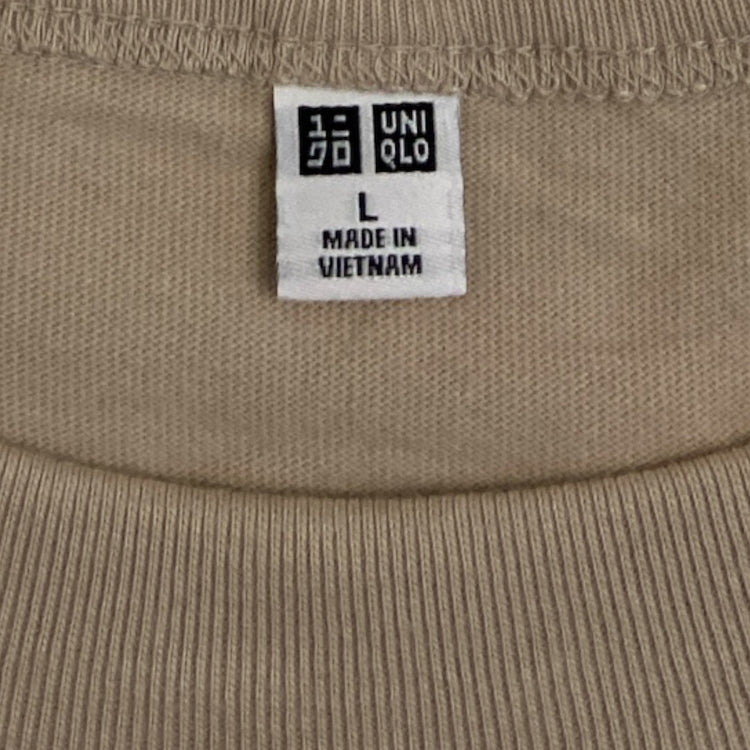 ユニ UNI
クロ QLO
L
MADE IN
VIETNAM